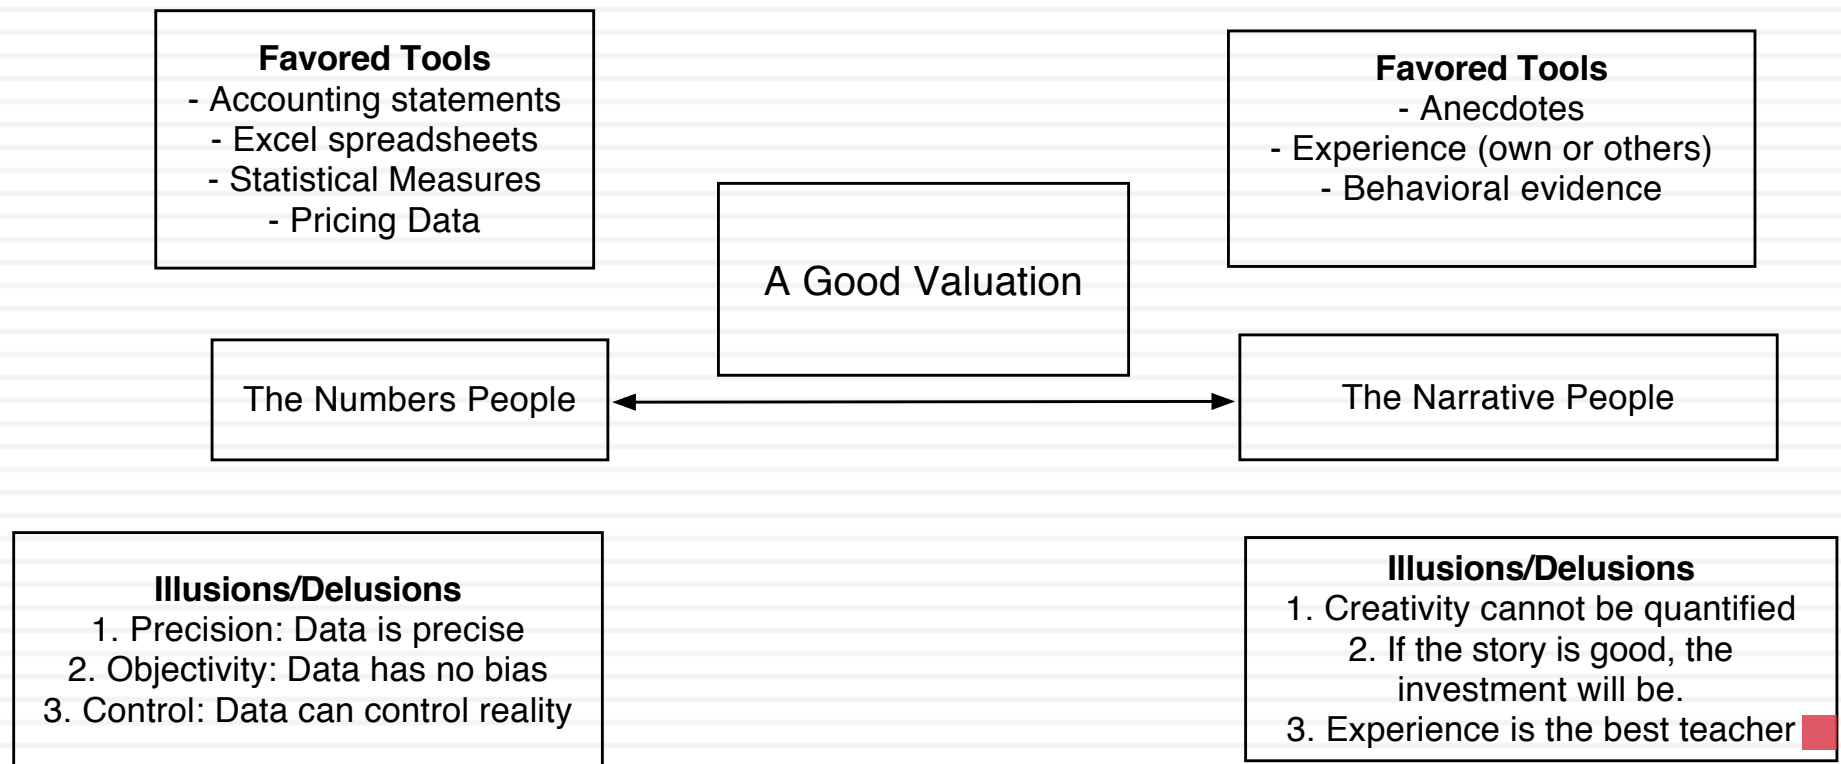 Favored Tools
- Accounting statements
- Excel spreadsheets
- Statistical Measures
- Pricing Data
Favored Tools
- Anecdotes
- Experience (own or others)
- Behavioral evidence
A Good Valuation
The Numbers People
The Narrative People
Illusions/Delusions
1. Precision: Data is precise
2. Objectivity: Data has no bias
3. Control: Data can control reality
Illusions/Delusions
1. Creativity cannot be quantified
2. If the story is good, the
investment will be.
3. Experience is the best teacher